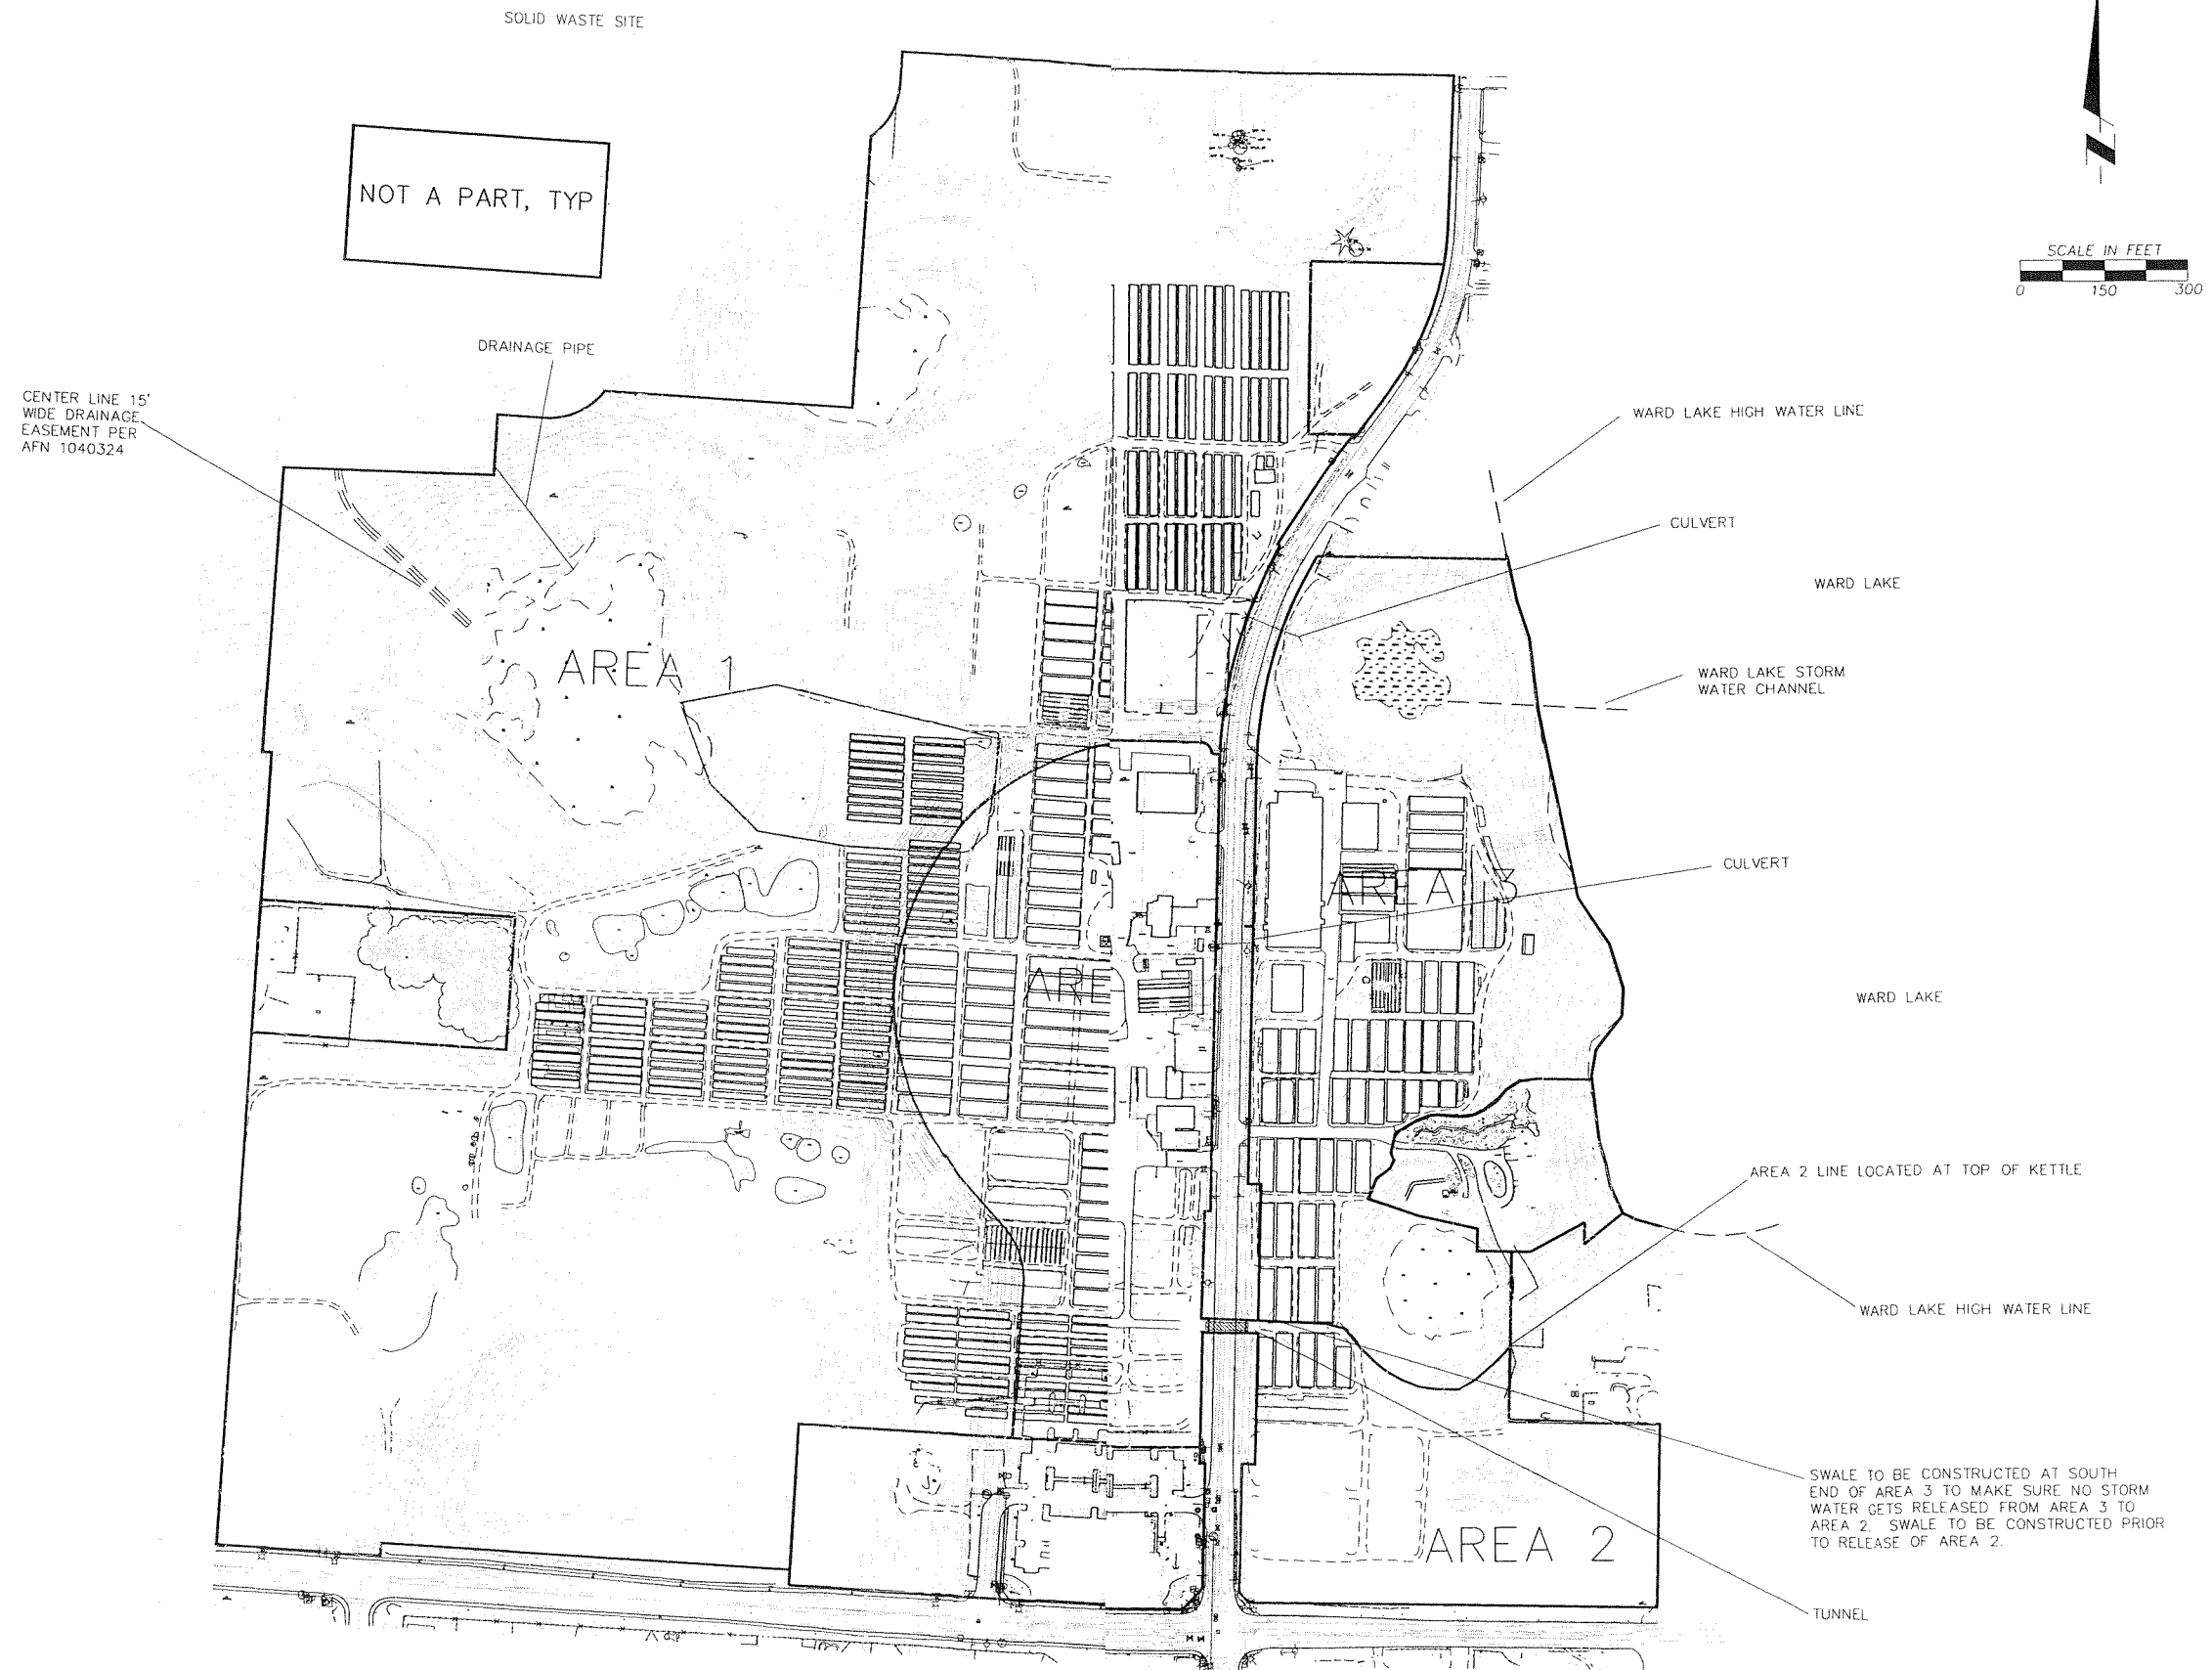 SOLID WASTE SITE
NOT A PART, TYP
SCALE IN FEET
0 150 300
DRAINAGE PIPE
CENTER LINE 15'
WIDE DRAINAGE
EASEMENT PER
AFN 1040324
WARD LAKE HIGH WATER LINE
CULVERT
WARD LAKE
AREA 1
WARD LAKE STORM
WATER CHANNEL
CULVERT
AREA 3
ARE
WARD LAKE
AREA 2 LINE LOCATED AT TOP OF KETTLE
WARD LAKE HIGH WATER LINE
SWALE TO BE CONSTRUCTED AT SOUTH
END OF AREA 3 TO MAKE SURE NO STORM
WATER GETS RELEASED FROM AREA 3 TO
AREA 2. SWALE TO BE CONSTRUCTED PRIOR
TO RELEASE OF AREA 2.
AREA 2
TUNNEL